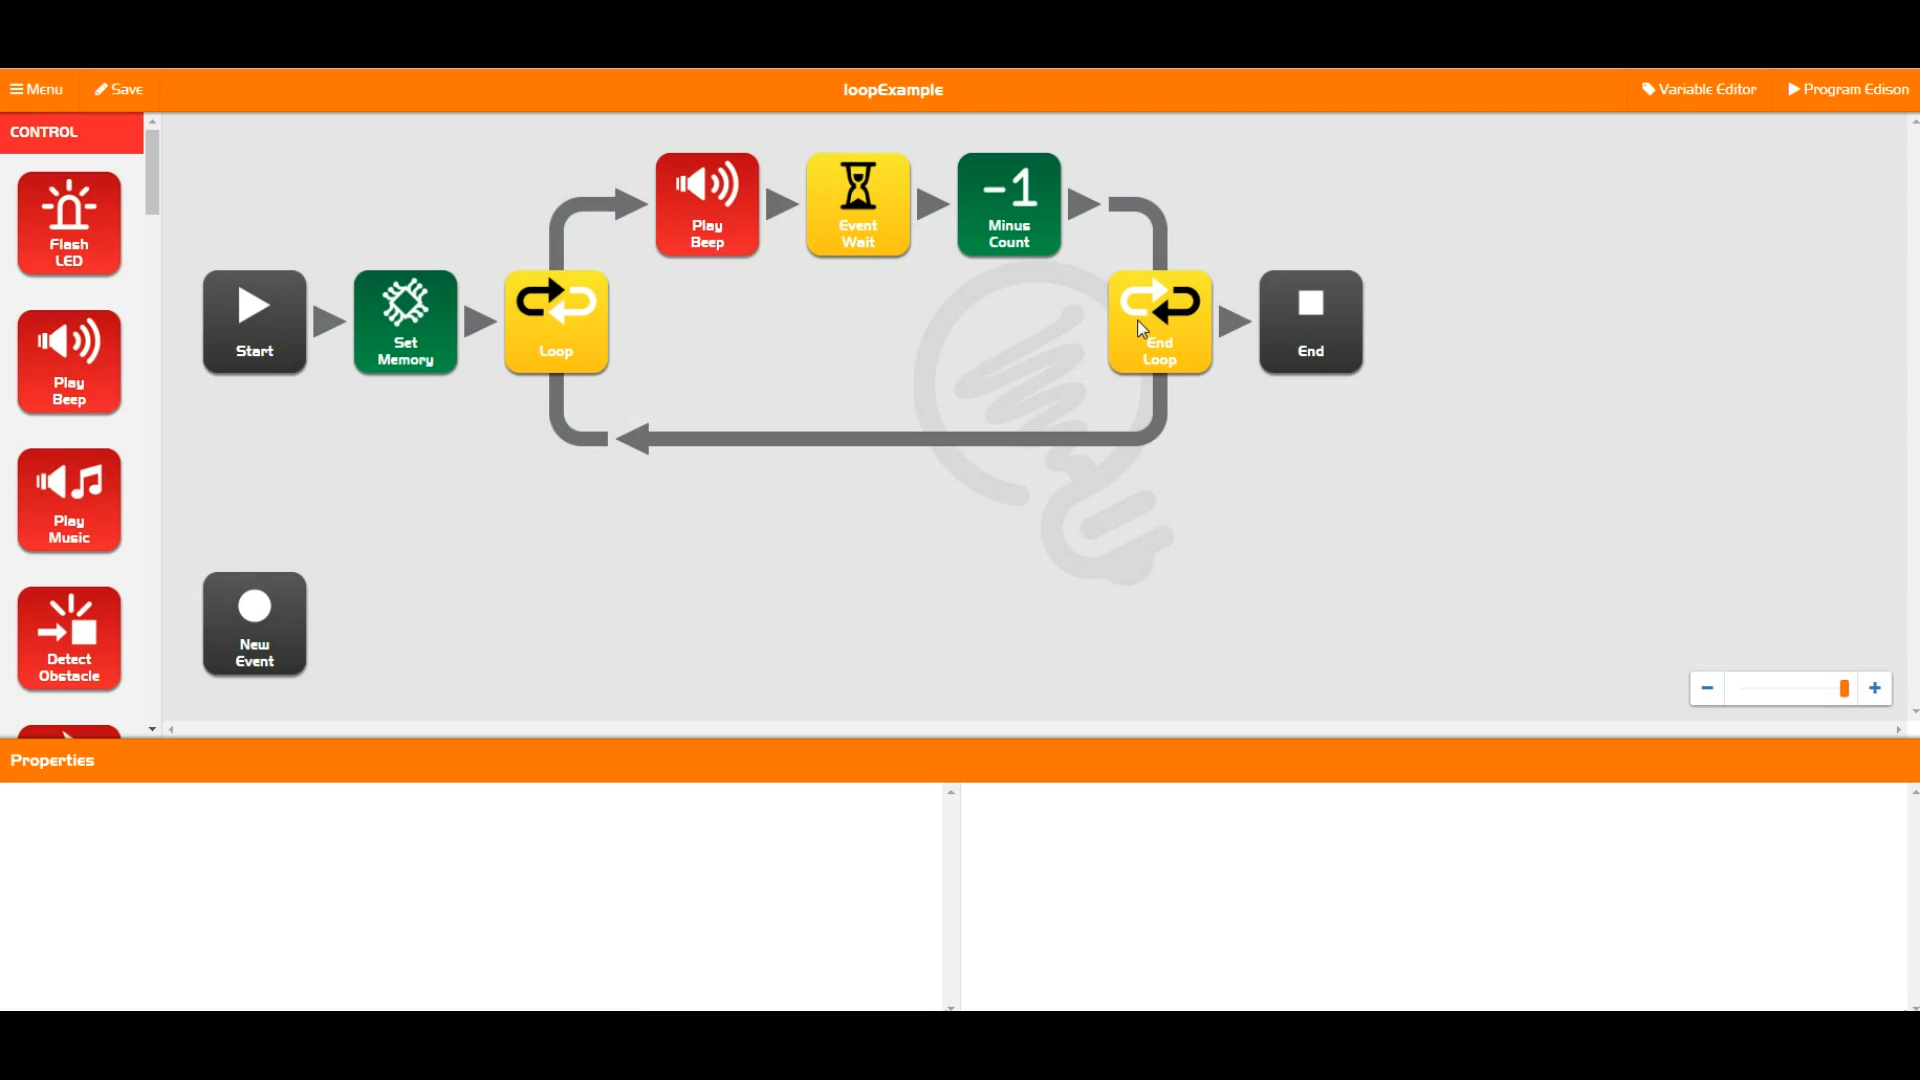 Menu
Save
loopExample
Variable Editor
Program Edison
CONTROL
Flash
LED
Play
Beep
Play
Music
Detect
Obstacle
Play
Beep
Event
Wait
-1
Minus
Count
Start
Set
Memory
Loop
End
Loop
End
New
Event
Properties